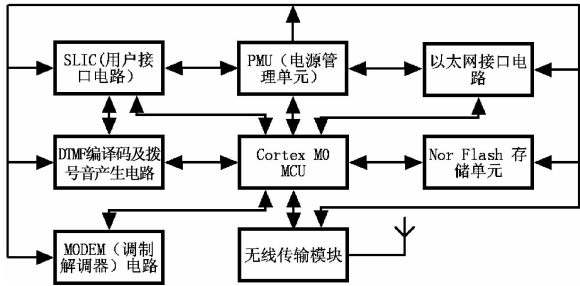 SLIC(用户接
口电路)
PMU（电源管
理单元）
以太网接口电
路
DTMF编译码及拨
号音产生电路
Cortex M0
MCU
Nor Flash 存
储单元
MODEM（调制
解调器）电路
无线传输模块